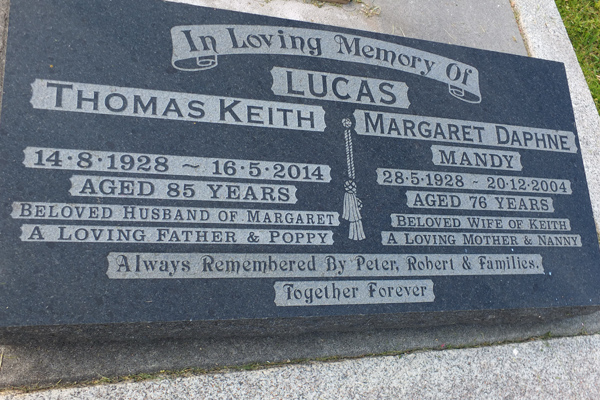 In Loving Memory Of
LUCAS
THOMAS KEITH
14·8·1928 ~ 16·5·2014
AGED 85 YEARS
BELOVED HUSBAND OF MARGARET
A LOVING FATHER & POPPY
MARGARET DAPHNE
MANDY
28·5·1928 ~ 20·12·2004
AGED 76 YEARS
BELOVED WIFE OF KEITH
A LOVING MOTHER & NANNY
Always Remembered By Peter, Robert & Families.
Together Forever